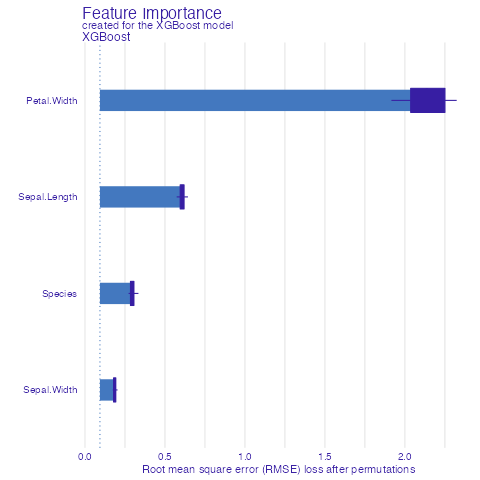 Feature Importance
created for the XGBoost model
XGBoost
Petal.Width
Sepal.Length
Species
Sepal.Width
0.0 0.5 1.0 1.5 2.0
Root mean square error (RMSE) loss after permutations